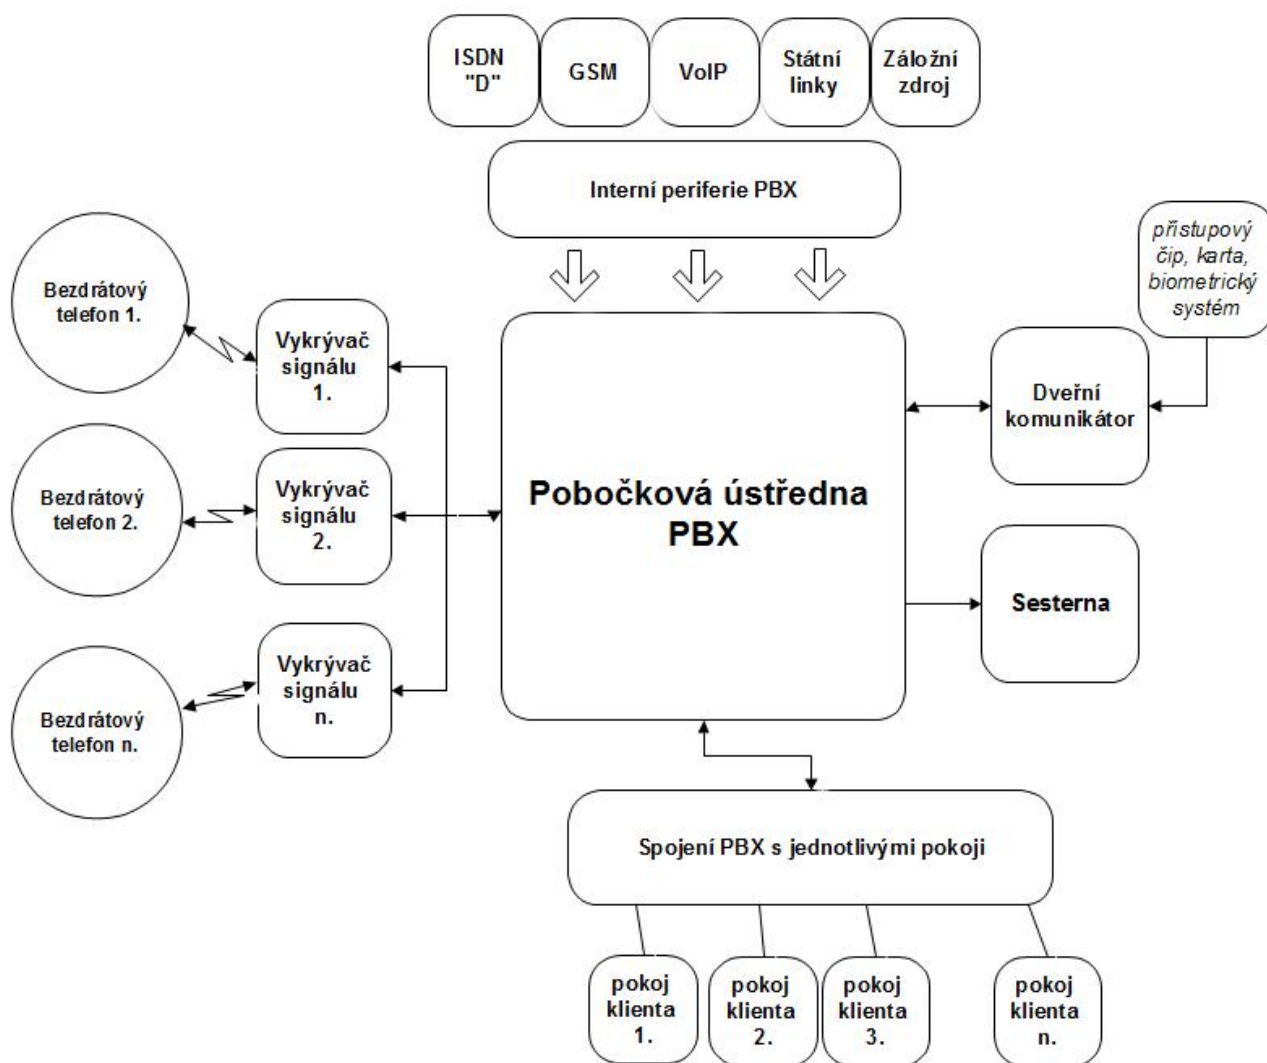 ISDN
"D"
GSM
VoIP
Státní
linky
Záložní
zdroj
Interní periferie PBX
přístupový
čip, karta,
biometrický
systém
Bezdrátový
telefon 1.
Vykrývač
signálu
1.
Dveřní
komunikátor
Bezdrátový
telefon 2.
Vykrývač
signálu
2.
Pobočková ústředna
PBX
Sesterna
Bezdrátový
telefon n.
Vykrývač
signálu
n.
Spojení PBX s jednotlivými pokoji
pokoj
klienta
1.
pokoj
klienta
2.
pokoj
klienta
3.
pokoj
klienta
n.